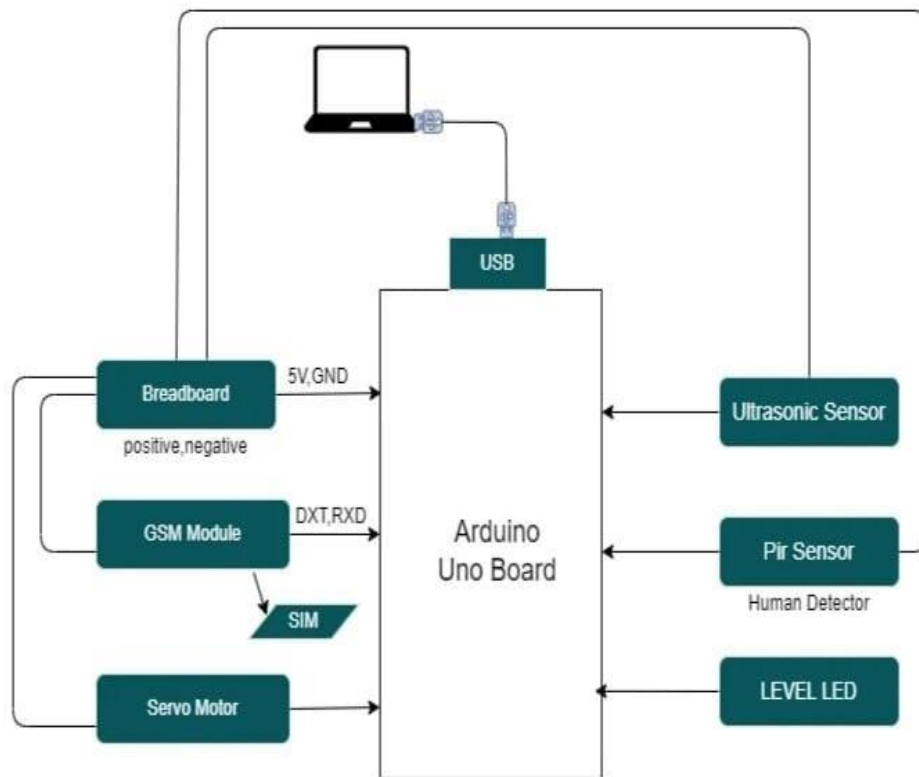 USB
Breadboard
5V,GND
positive,negative
GSM Module
DXT,RXD
SIM
Servo Motor
Arduino
Uno Board
Ultrasonic Sensor
Pir Sensor
Human Detector
LEVEL LED